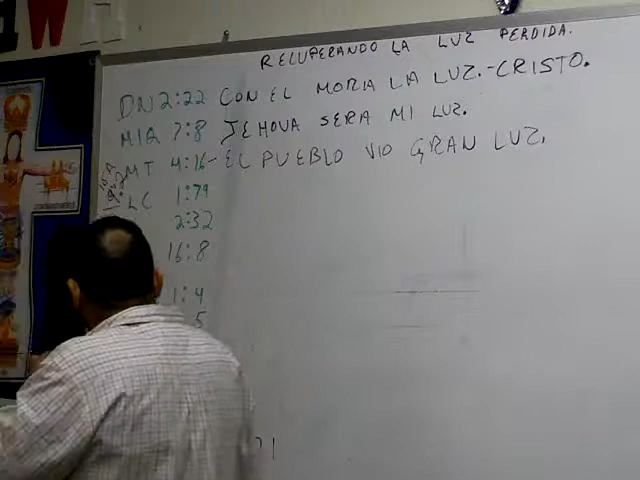 RECUPERANDO LA LUZ PERDIDA.
DN 2:22 CON EL MORA LA LUZ.-CRISTO.
MIQ 7:8 JEHOVA SERA MI LUZ.
MT 4:16- EL PUEBLO VIO GRAN LUZ.
LC 1:79
2:32
16:8
1:4
5